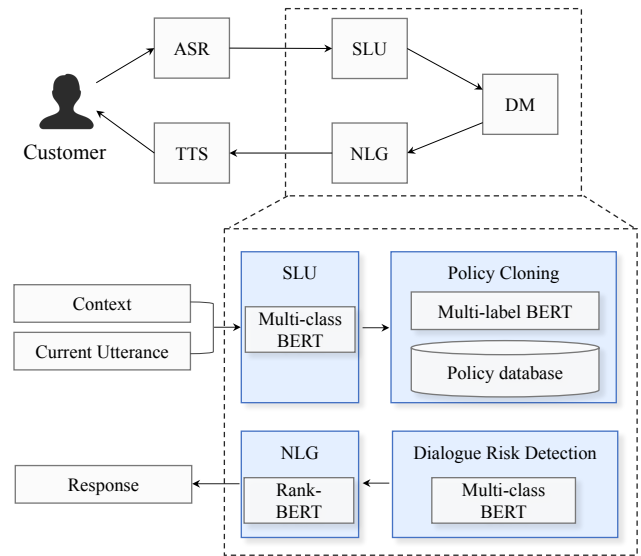 ASR
SLU
DM
Customer
TTS
NLG
SLU
Policy Cloning
Context
Multi-class
BERT
Multi-label BERT
Current Utterance
Policy database
NLG
Dialogue Risk Detection
Response
Rank-
BERT
Multi-class
BERT